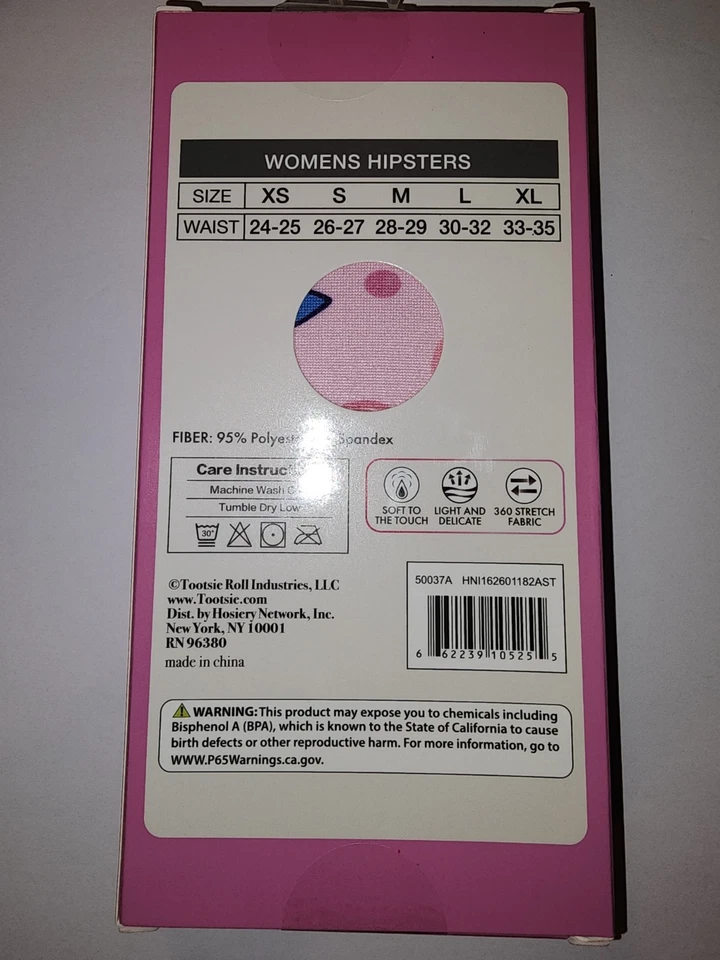 WOMENS HIPSTERS
SIZE XS S M L XL
WAIST 24-25 26-27 28-29 30-32 33-35
FIBER: 95% Spandex
Care
Machine Wash
Tumble Dry Low
30°
SOFT TO THE TOUCH
LIGHT AND DELICATE
360 STRETCH FABRIC
©Tootsie Roll Industries, LLC
www.Tootsie.com
Dist. by Hosiery Network, Inc.
New York, NY 10001
RN 96380
made in china
50037A HNI162601182AST
6 62239 10525 5
WARNING: This product may expose you to chemicals including
Bisphenol A (BPA), which is known to the State of California to cause
birth defects or other reproductive harm. For more information, go to
WWW.P65Warnings.ca.gov.